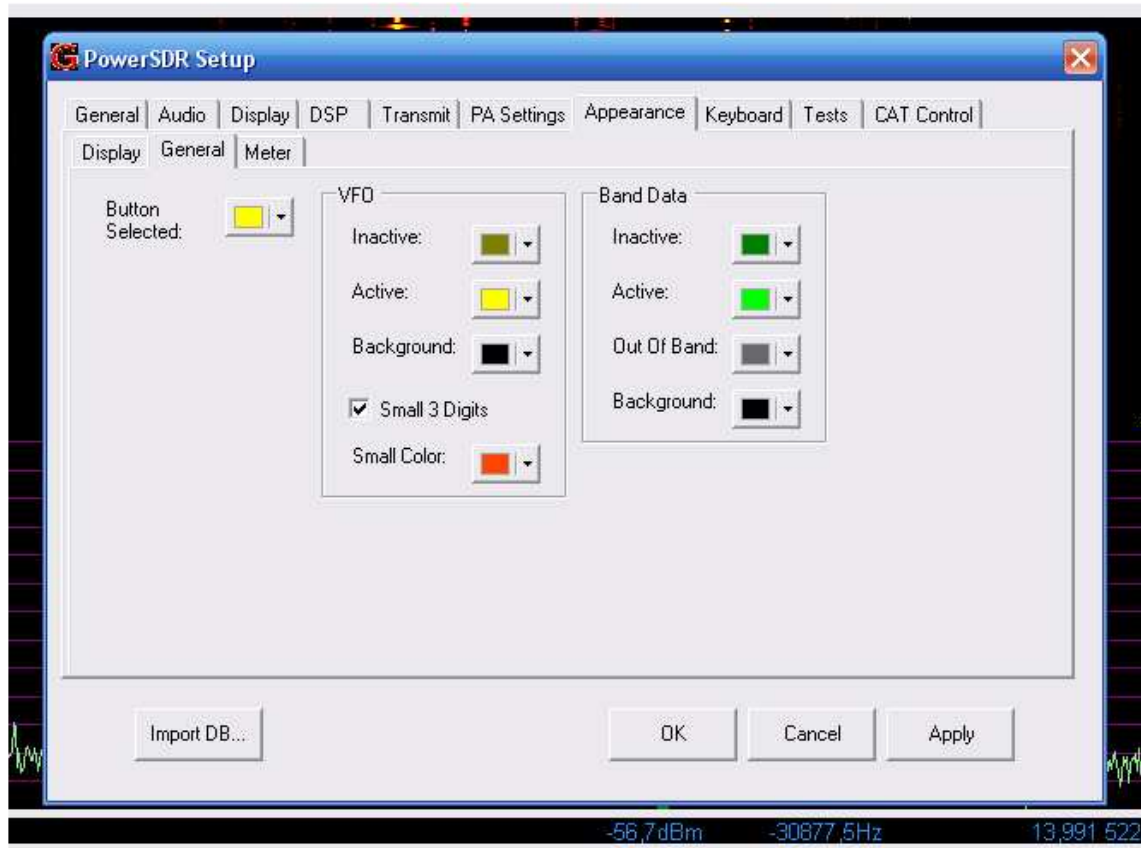 PowerSDR Setup
General Audio Display DSP Transmit PA Settings Appearance Keyboard Tests CAT Control
Display General Meter
Button
Selected:
VFO
Inactive:
Active:
Background:
Small 3 Digits
Small Color:
Band Data
Inactive:
Active:
Out Of Band:
Background:
Import DB...
OK
Cancel
Apply
-56,7dBm -30877,5Hz 13,991 522